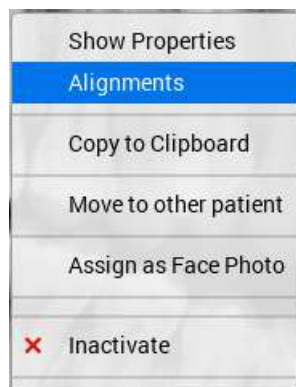 Show Properties
Alignments
Copy to Clipboard
Move to other patient
Assign as Face Photo
Inactivate